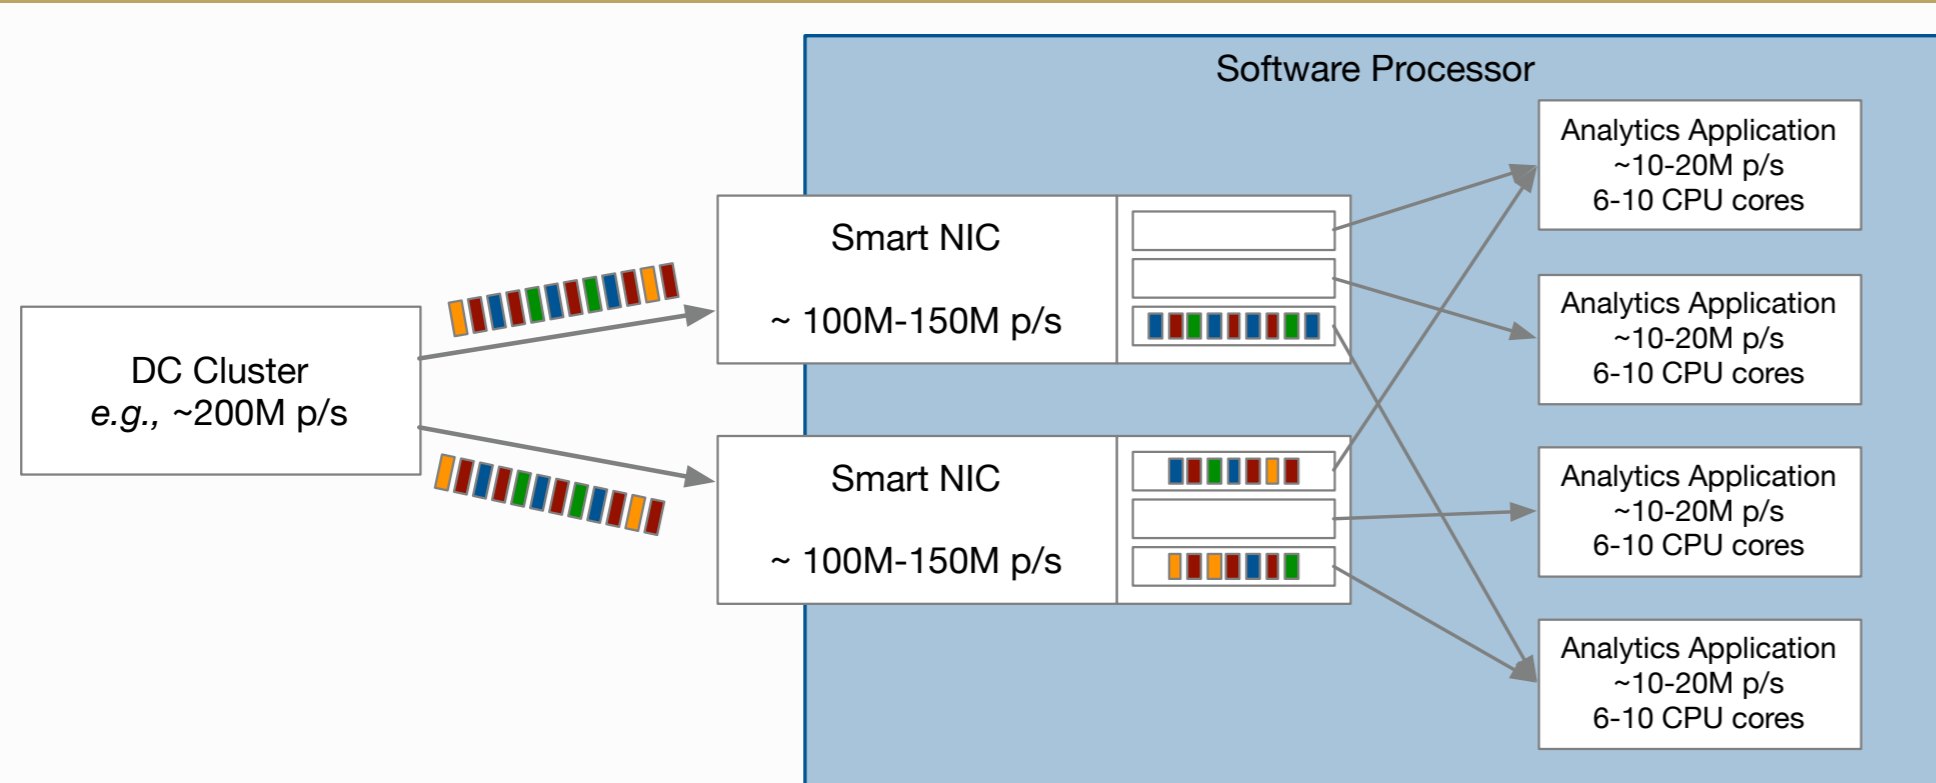 Software Processor
DC Cluster
e.g., ~200M p/s
Smart NIC
~ 100M-150M p/s
Smart NIC
~ 100M-150M p/s
Analytics Application
~10-20M p/s
6-10 CPU cores
Analytics Application
~10-20M p/s
6-10 CPU cores
Analytics Application
~10-20M p/s
6-10 CPU cores
Analytics Application
~10-20M p/s
6-10 CPU cores